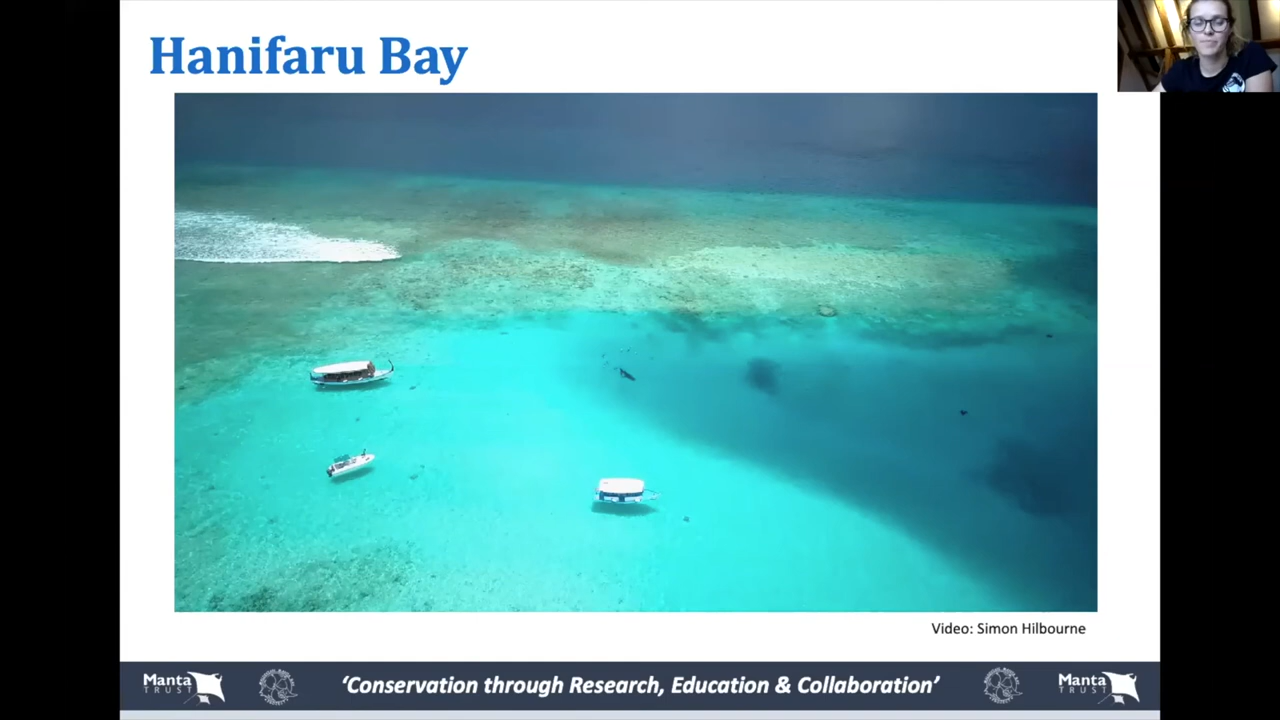 Hanifaru Bay
Video: Simon Hilbourne
Manta
TRUST
‘Conservation through Research, Education & Collaboration’
Manta
TRUST